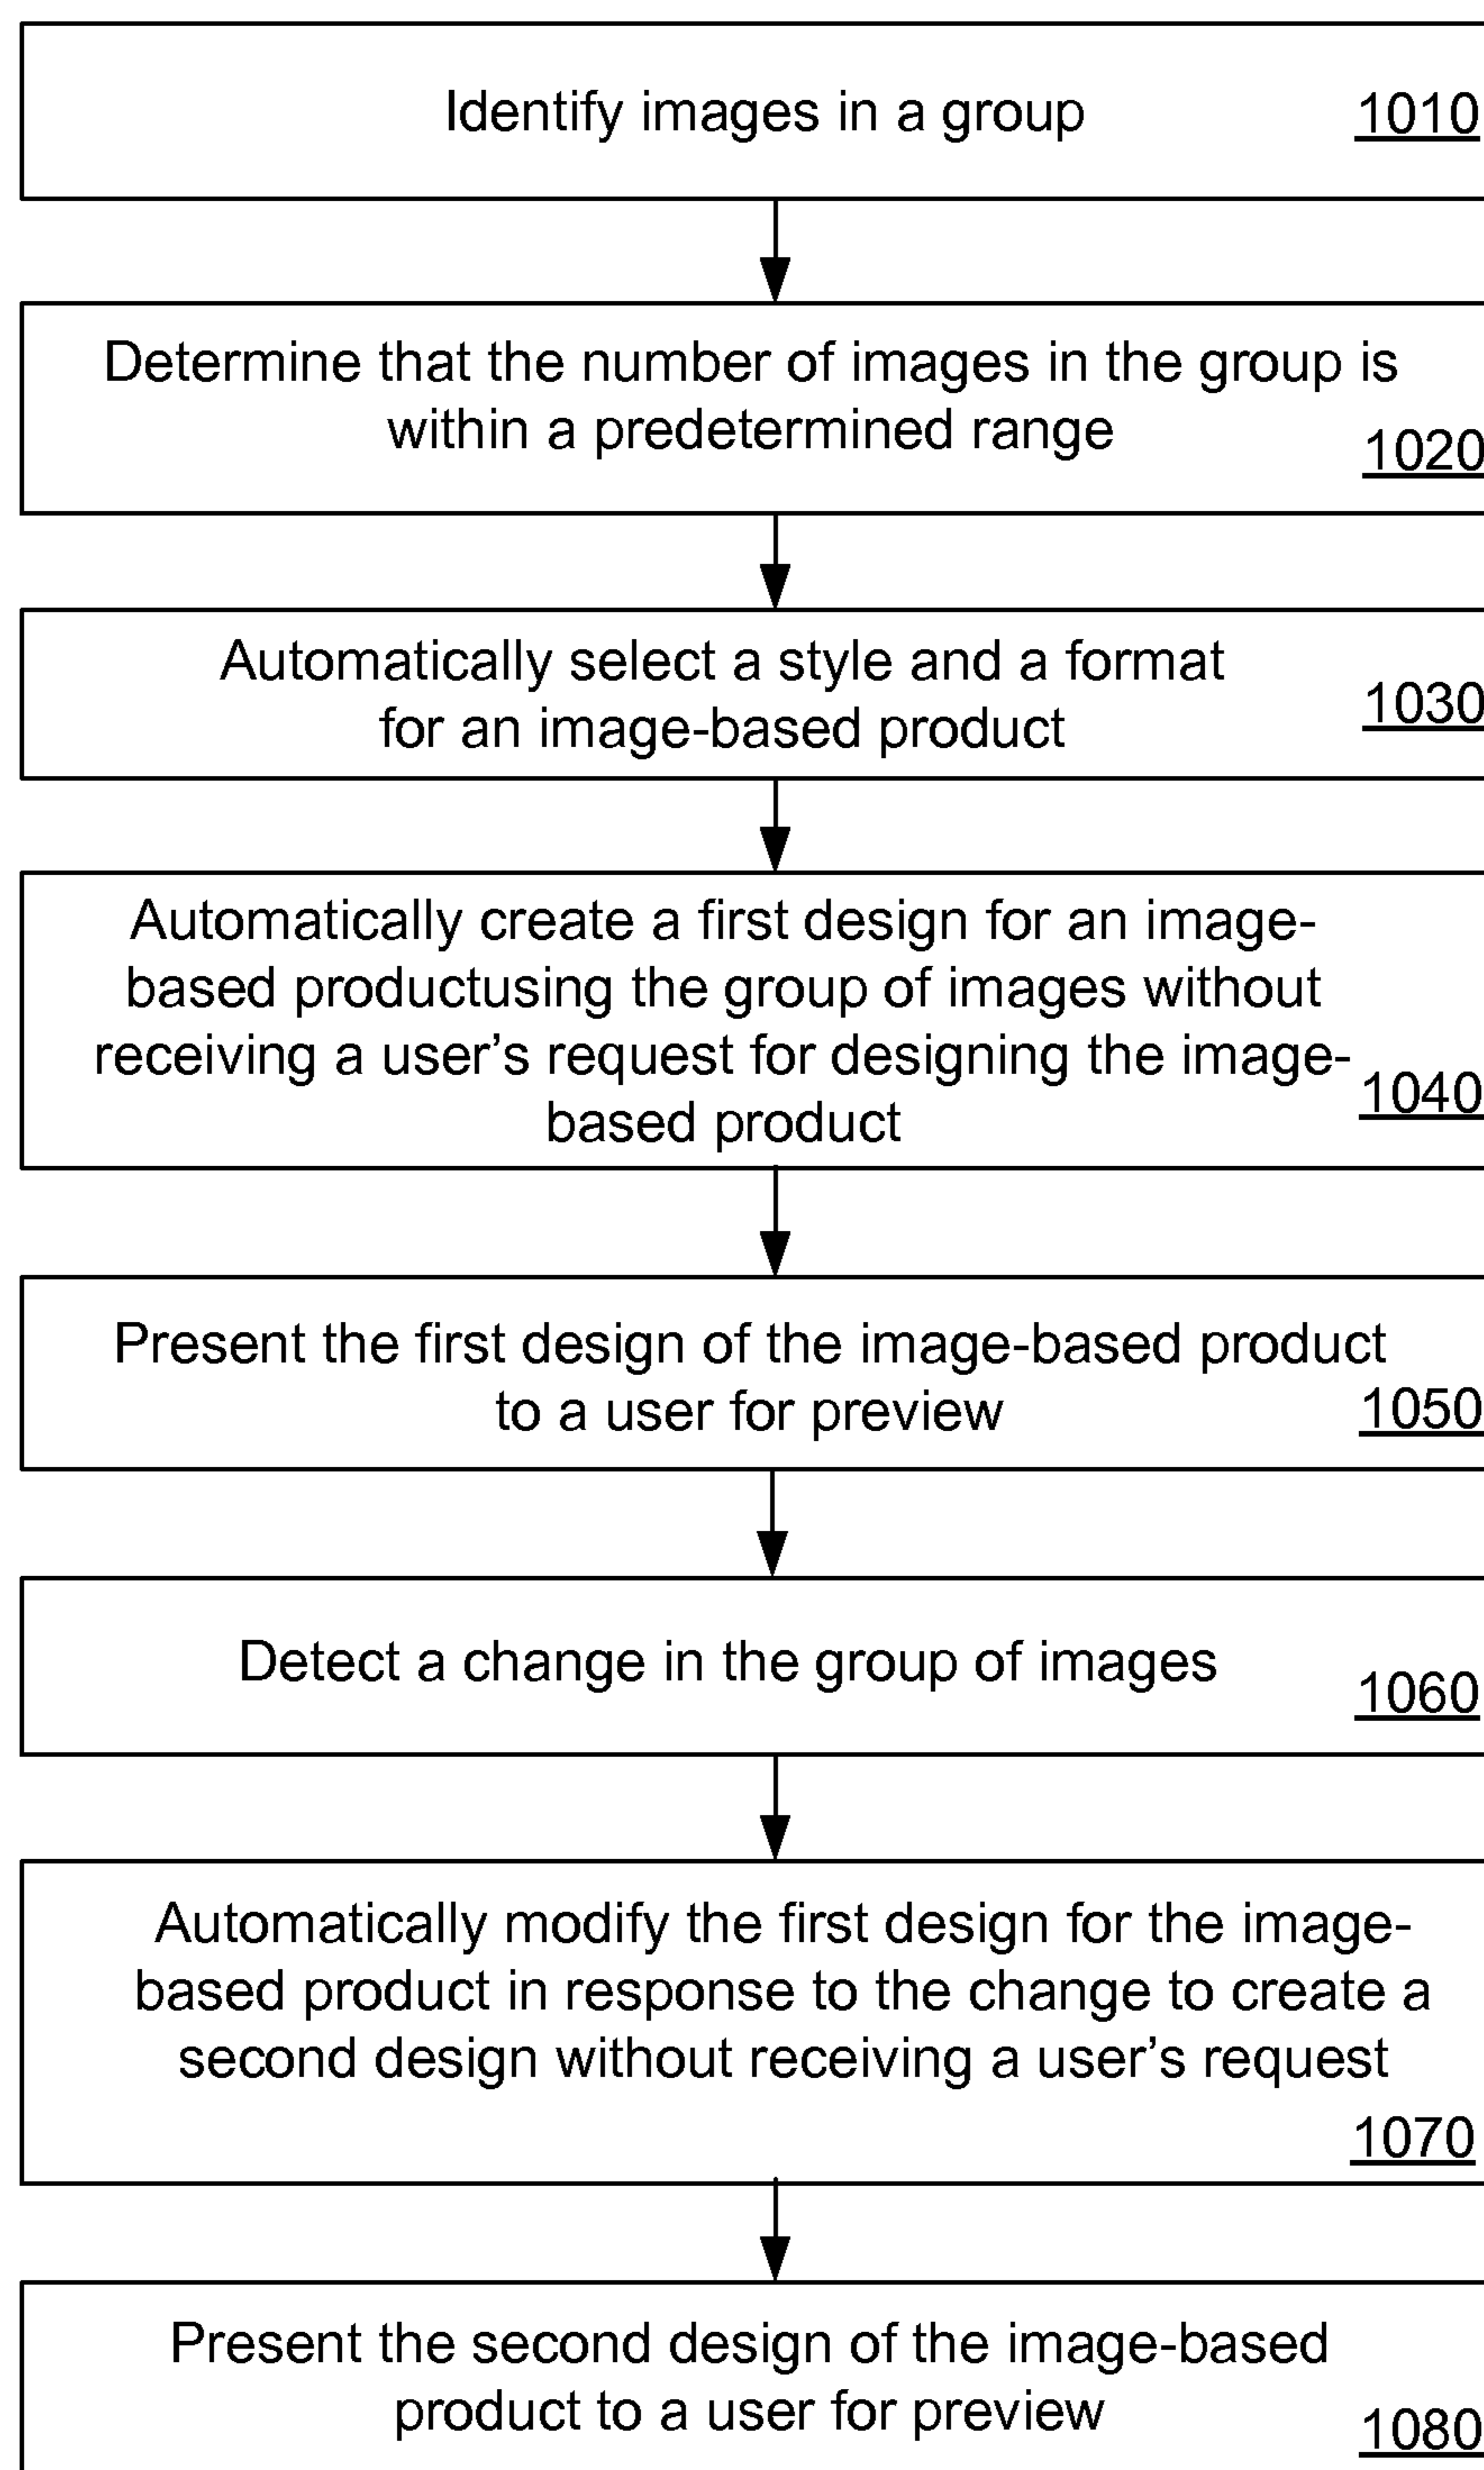 Identify images in a group
1010
Determine that the number of images in the group is
within a predetermined range
1020
Automatically select a style and a format
for an image-based product
1030
Automatically create a first design for an image-
based productusing the group of images without
receiving a user's request for designing the image-
based product
1040
Present the first design of the image-based product
to a user for preview
1050
Detect a change in the group of images
1060
Automatically modify the first design for the image-
based product in response to the change to create a
second design without receiving a user's request
1070
Present the second design of the image-based
product to a user for preview
1080